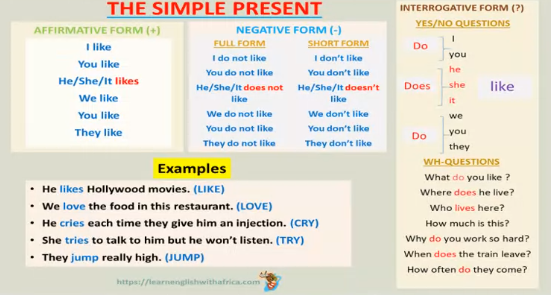 THE SIMPLE PRESENT
AFFIRMATIVE FORM (+)
I like
You like
He/She/It likes
We like
You like
They like
NEGATIVE FORM (-)
FULL FORM
I do not like
You do not like
He/She/It does not
like
We do not like
You do not like
They do not like
SHORT FORM
I don't like
You don't like
He/She/It doesn't
like
We don't like
You don't like
They don't like
INTERROGATIVE FORM (?)
YES/NO QUESTIONS
Do
I
you
Does
he
she
it
like
Do
we
you
they
WH-QUESTIONS
What do you like ?
Where does he live?
Who lives here?
How much is this?
Why do you work so hard?
When does the train leave?
How often do they come?
Examples
• He likes Hollywood movies. (LIKE)
• We love the food in this restaurant. (LOVE)
• He cries each time they give him an injection. (CRY)
• She tries to talk to him but he won't listen. (TRY)
• They jump really high. (JUMP)
https://learnenglishwithafrica.com